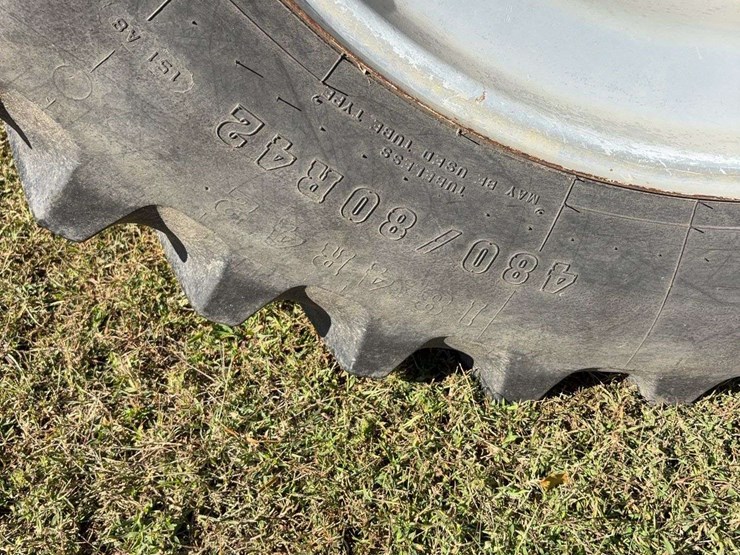 480/80R42
18.4R42
TUBELESS
MAY BE USED TUBE TYPE
151 A8